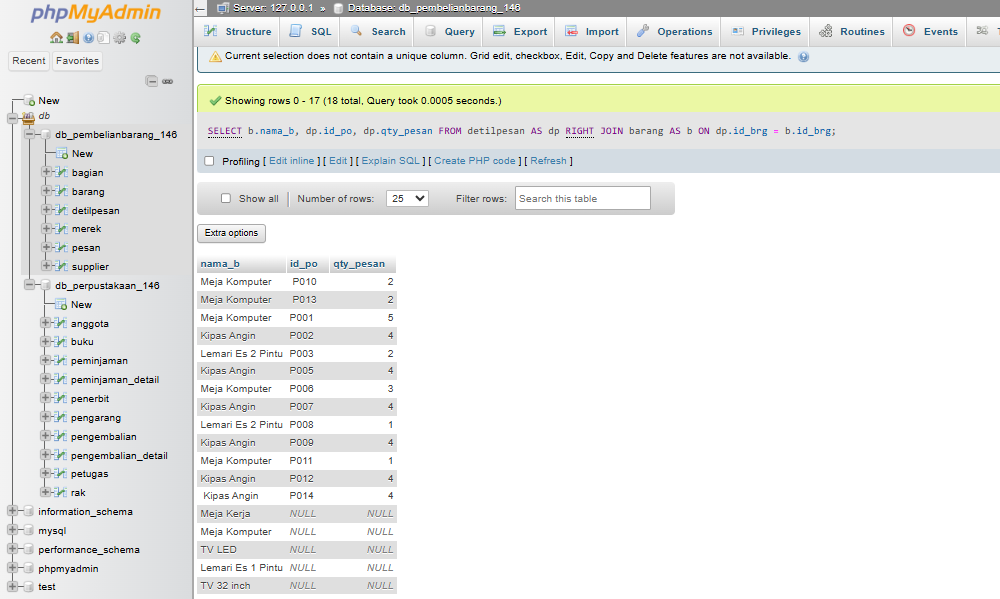 phpMyAdmin
Recent Favorites
New
db
db_pembelianbarang_146
New
bagian
barang
detilpesan
merek
pesan
supplier
db_perpustakaan_146
New
anggota
buku
peminjaman
peminjaman_detail
penerbit
pengarang
pengembalian
pengembalian_detail
petugas
rak
information_schema
mysql
performance_schema
phpmyadmin
test
Server: 127.0.0.1 » Database: db_pembelianbarang_146
Structure SQL Search Query Export Import Operations Privileges Routines Events
Current selection does not contain a unique column. Grid edit, checkbox, Edit, Copy and Delete features are not available.
Showing rows 0 - 17 (18 total, Query took 0.0005 seconds.)
SELECT b.nama_b, dp.id_po, dp.qty_pesan FROM detilpesan AS dp RIGHT JOIN barang AS b ON dp.id_brg = b.id_brg;
Profiling [ Edit inline ] [ Edit ] [ Explain SQL ] [ Create PHP code ] [ Refresh ]
Show all Number of rows: 25 Filter rows: Search this table
Extra options
nama_b id_po qty_pesan
Meja Komputer P010 2
Meja Komputer P013 2
Meja Komputer P001 5
Kipas Angin P002 4
Lemari Es 2 Pintu P003 2
Kipas Angin P005 4
Meja Komputer P006 3
Kipas Angin P007 4
Lemari Es 2 Pintu P008 1
Kipas Angin P009 4
Meja Komputer P011 1
Kipas Angin P012 4
Kipas Angin P014 4
Meja Kerja NULL NULL
Meja Komputer NULL NULL
TV LED NULL NULL
Lemari Es 1 Pintu NULL NULL
TV 32 inch NULL NULL